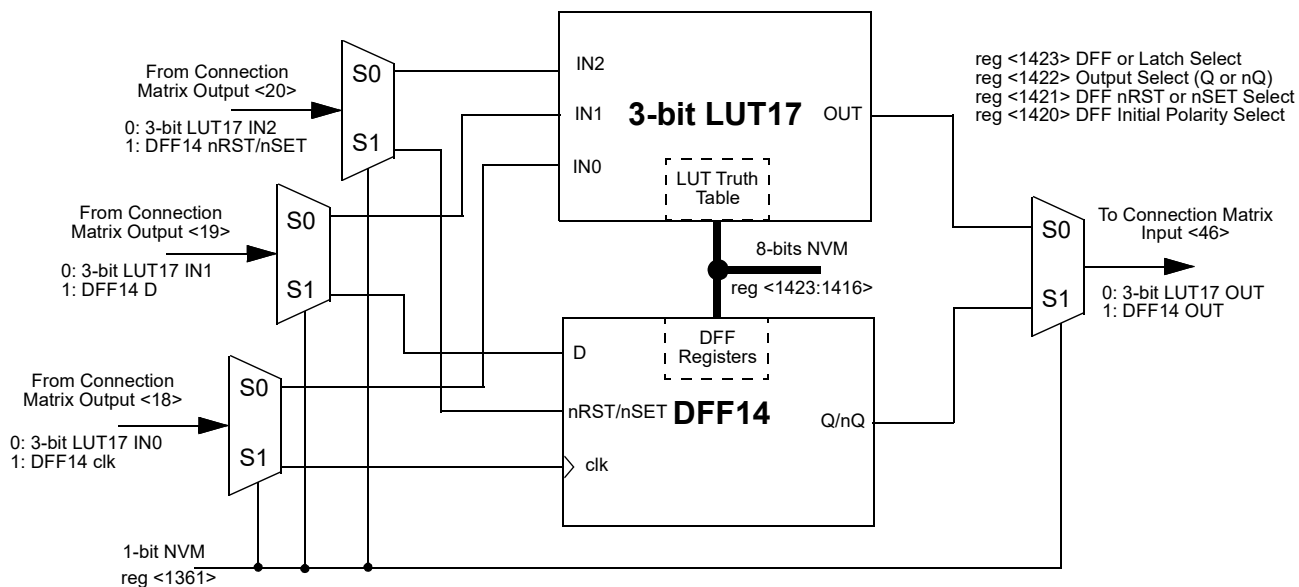 From Connection
Matrix Output <20>
0: 3-bit LUT17 IN2
1: DFF14 nRST/nSET
S0
S1
From Connection
Matrix Output <19>
0: 3-bit LUT17 IN1
1: DFF14 D
S0
S1
From Connection
Matrix Output <18>
0: 3-bit LUT17 IN0
1: DFF14 clk
S0
S1
1-bit NVM
reg <1361>
IN2
IN1
IN0
3-bit LUT17
OUT
LUT Truth
Table
8-bits NVM
reg <1423:1416>
DFF
Registers
D
nRST/nSET
clk
DFF14
Q/nQ
reg <1423> DFF or Latch Select
reg <1422> Output Select (Q or nQ)
reg <1421> DFF nRST or nSET Select
reg <1420> DFF Initial Polarity Select
S0
S1
To Connection Matrix
Input <46>
0: 3-bit LUT17 OUT
1: DFF14 OUT